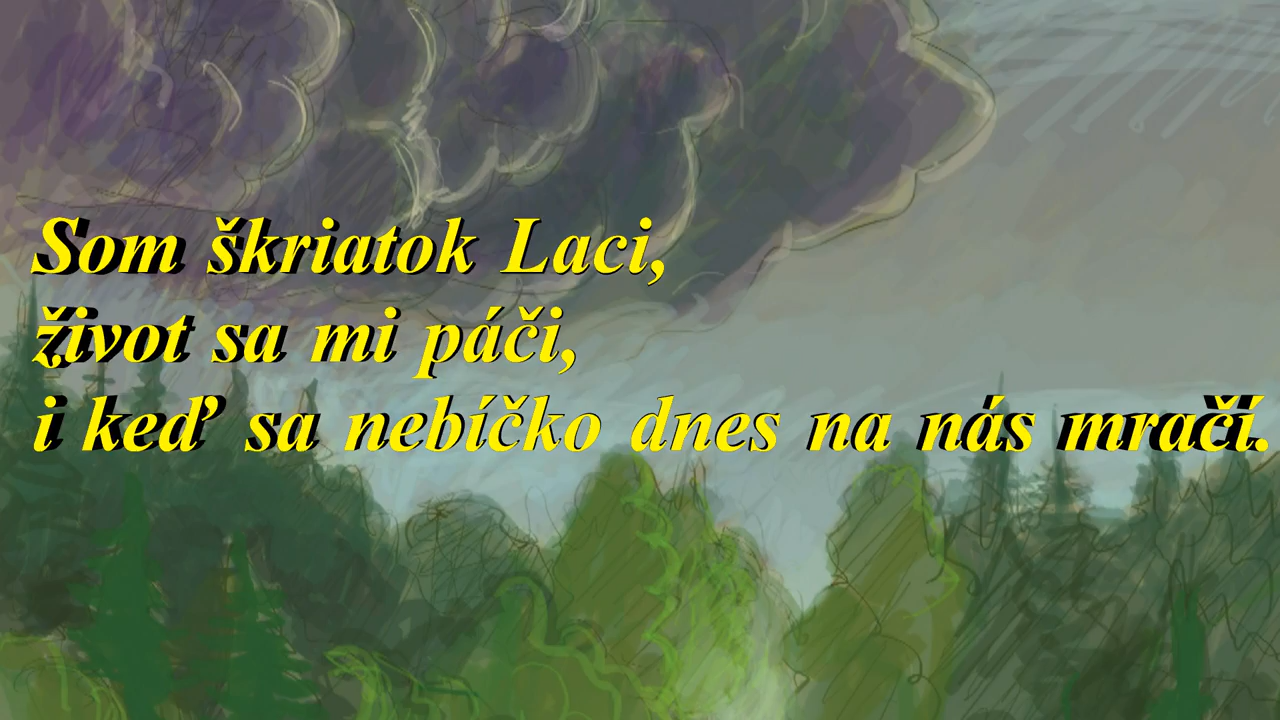 Som škriatok Laci,
život sa mi páči,
i keď sa nebíčko dnes na nás mračí.